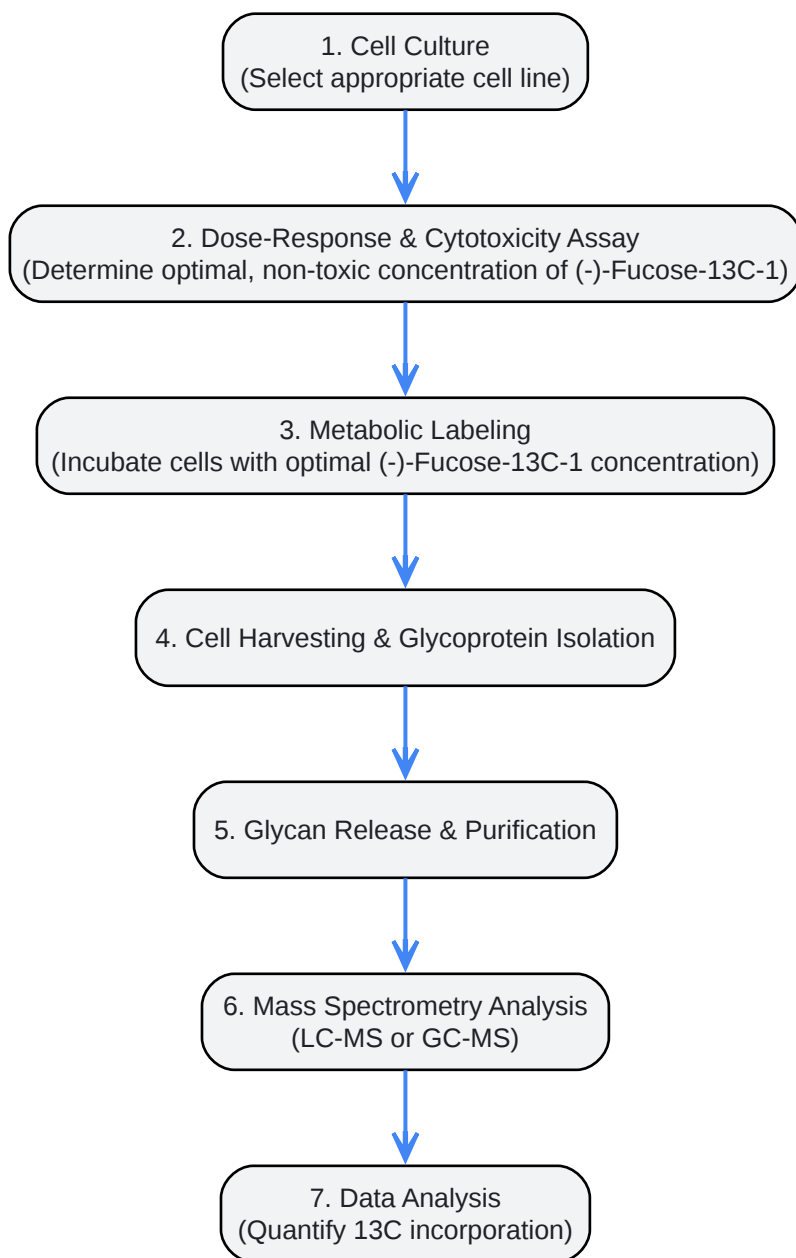 1. Cell Culture
(Select appropriate cell line)
2. Dose-Response & Cytotoxicity Assay
(Determine optimal, non-toxic concentration of (-)-Fucose-13C-1)
3. Metabolic Labeling
(Incubate cells with optimal (-)-Fucose-13C-1 concentration)
4. Cell Harvesting & Glycoprotein Isolation
5. Glycan Release & Purification
6. Mass Spectrometry Analysis
(LC-MS or GC-MS)
7. Data Analysis
(Quantify 13C incorporation)